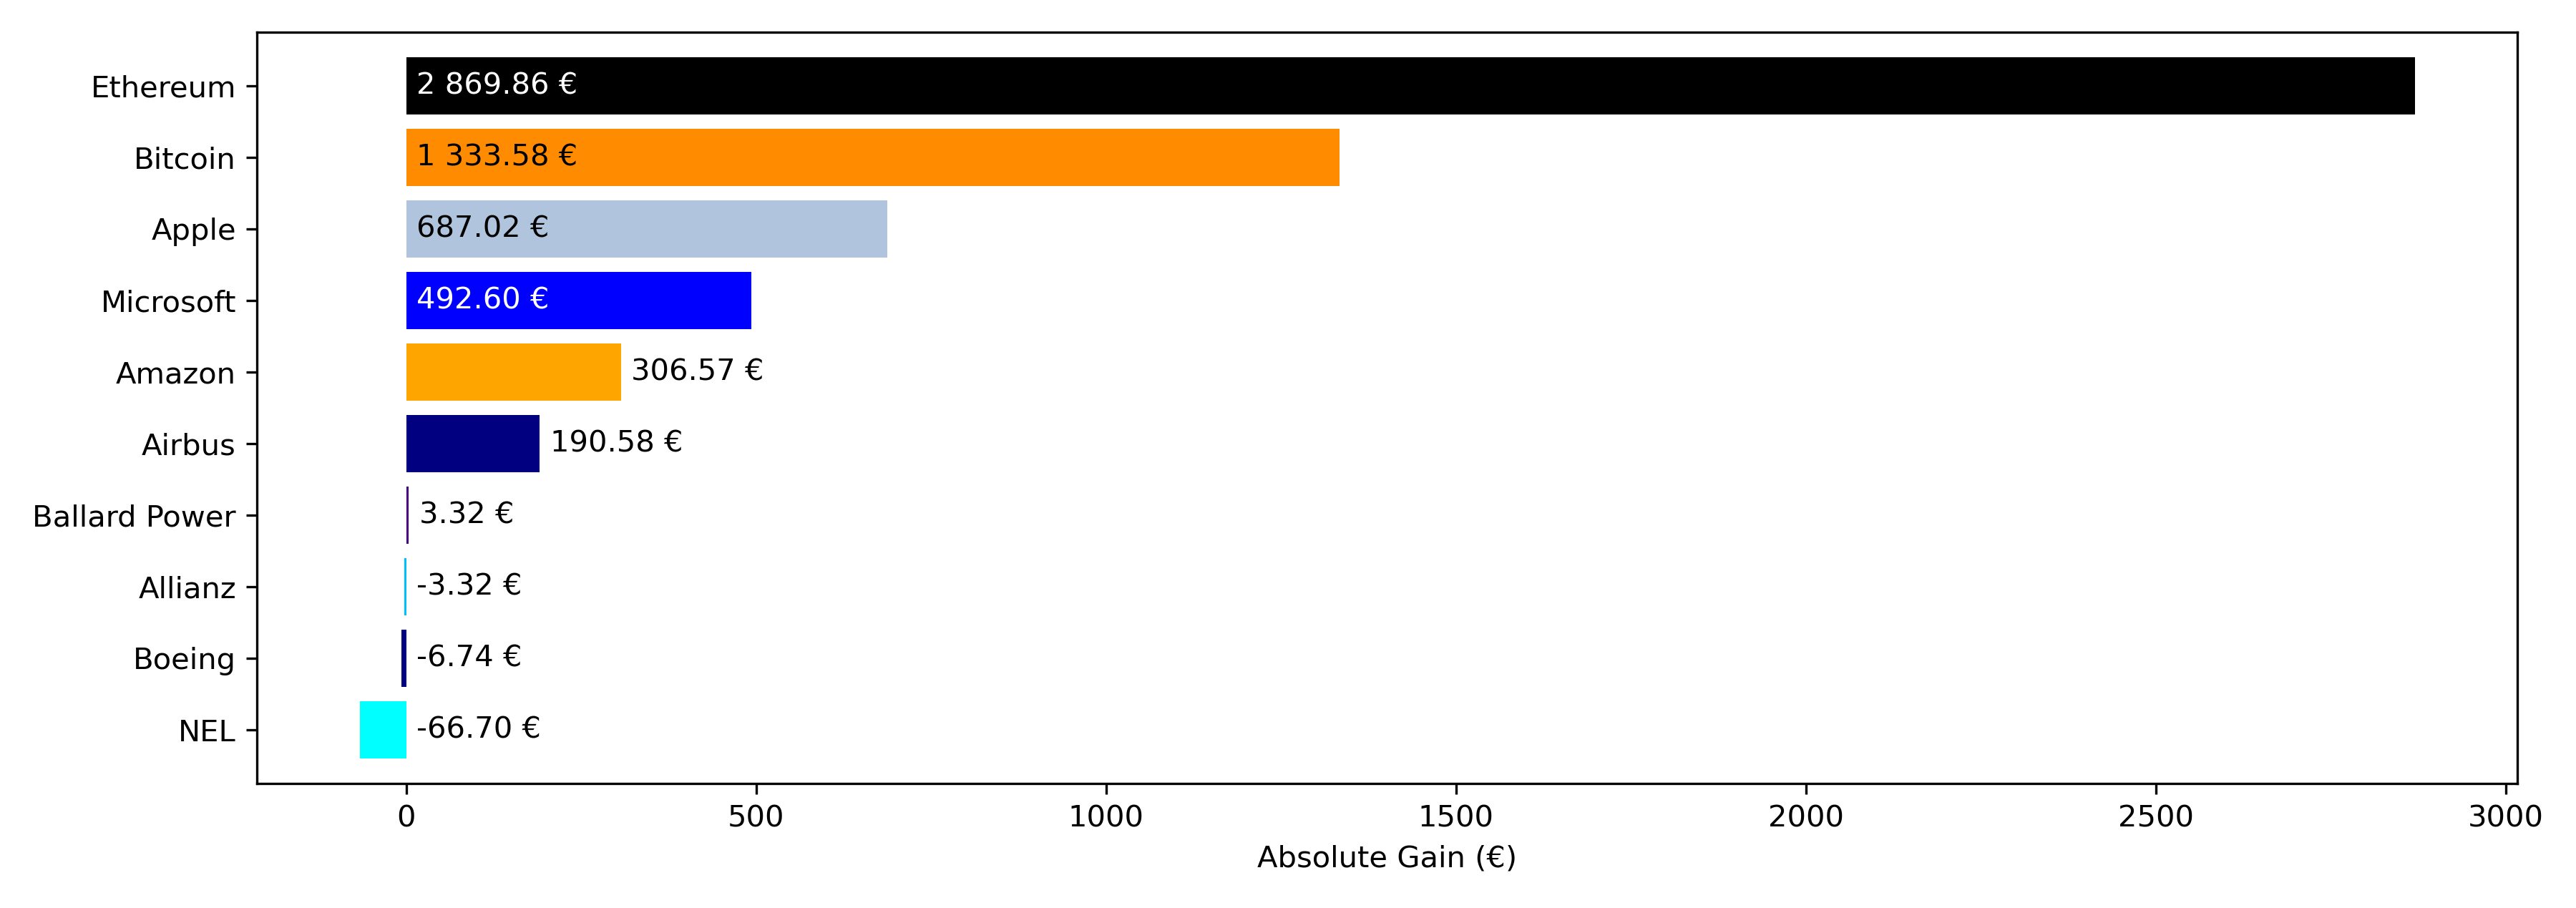 Ethereum 2 869.86 €
Bitcoin 1 333.58 €
Apple 687.02 €
Microsoft 492.60 €
Amazon 306.57 €
Airbus 190.58 €
Ballard Power 3.32 €
Allianz -3.32 €
Boeing -6.74 €
NEL -66.70 €
0 500 1000 1500 2000 2500 3000
Absolute Gain (€)